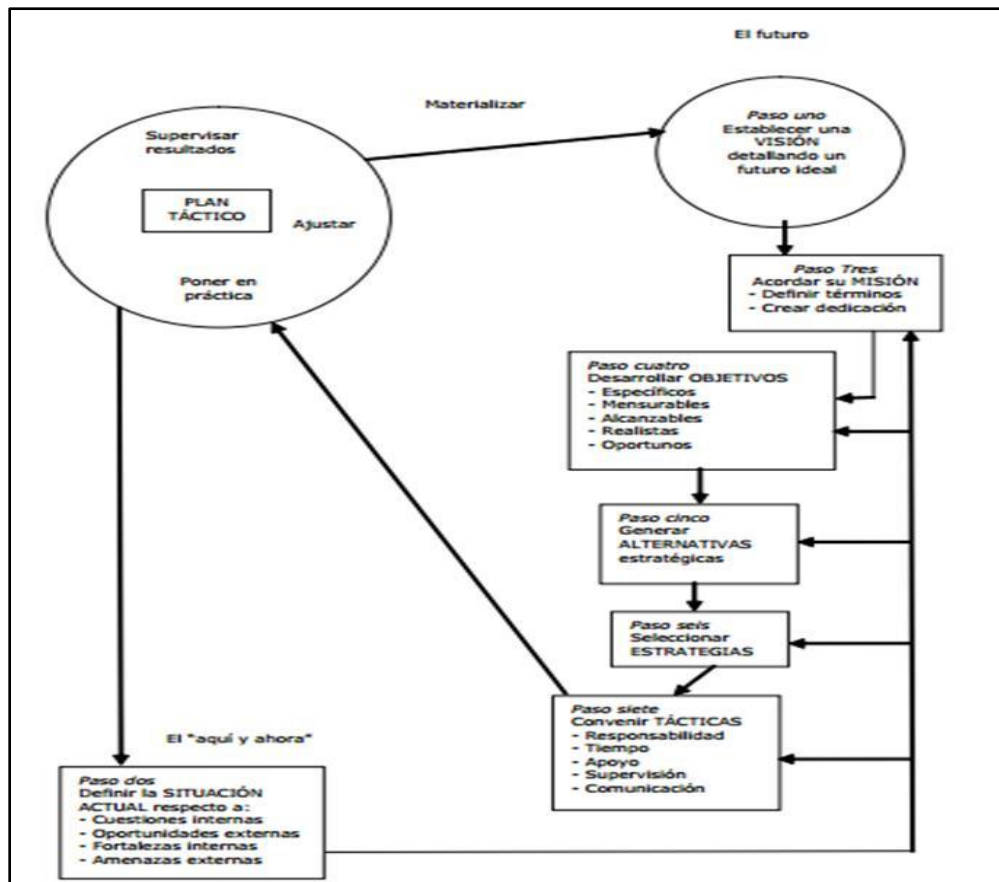 El futuro
Materializar
Supervisar
resultados
PLAN
TÁCTICO
Ajustar
Poner en
práctica
Paso uno
Establecer una
VISIÓN
detallando un
futuro ideal
Paso Tres
Acordar su MISIÓN
- Definir términos
- Crear dedicación
Paso cuatro
Desarrollar OBJETIVOS
- Específicos
- Mensurables
- Alcanzables
- Realistas
- Oportunos
Paso cinco
Generar
ALTERNATIVAS
estratégicas
Paso seis
Seleccionar
ESTRATEGIAS
Paso siete
Convenir TÁCTICAS
- Responsabilidad
- Tiempo
- Apoyo
- Supervisión
- Comunicación
El "aquí y ahora"
Paso dos
Definir la SITUACIÓN
ACTUAL respecto a:
- Cuestiones internas
- Oportunidades externas
- Fortalezas internas
- Amenazas externas